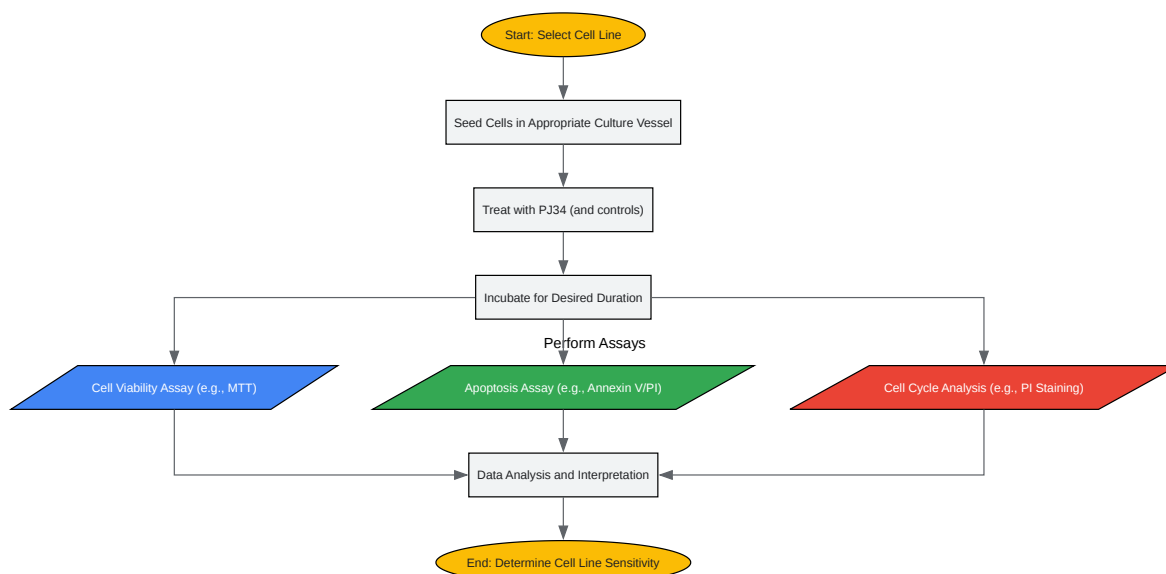 Start: Select Cell Line
Seed Cells in Appropriate Culture Vessel
Treat with PJ34 (and controls)
Incubate for Desired Duration
Perform Assays
Cell Viability Assay (e.g., MTT)
Apoptosis Assay (e.g., Annexin V/PI)
Cell Cycle Analysis (e.g., PI Staining)
Data Analysis and Interpretation
End: Determine Cell Line Sensitivity